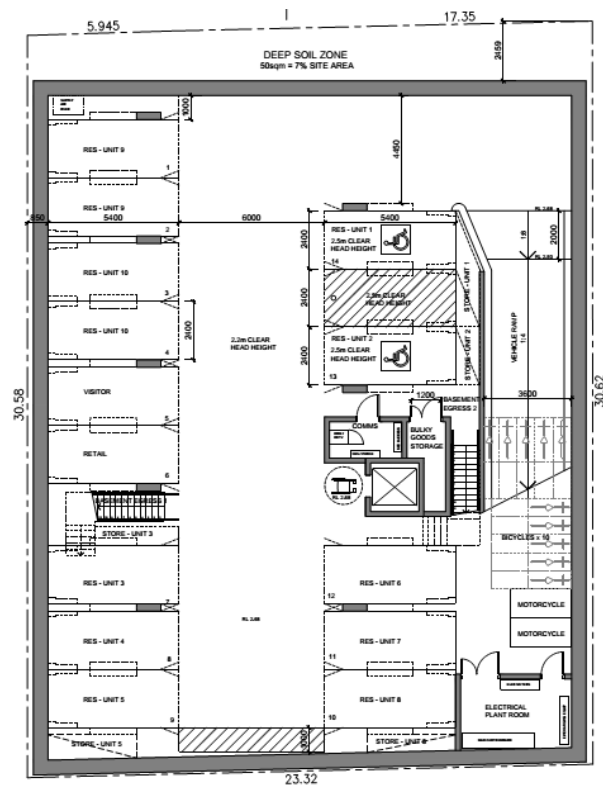 5.945
17.35
DEEP SOIL ZONE
50sqm = 7% SITE AREA
2459
1000
4450
RES - UNIT 9
1
RES - UNIT 9
2
850
5400
6000
5400
RL 2.68
2000
1:8
RES - UNIT 1
2.5m CLEAR
HEAD HEIGHT
14
2400
STORE - UNIT 1
RES - UNIT 10
3
2400
RES - UNIT 10
4
2400
2.5m CLEAR
HEAD HEIGHT
2.2m CLEAR
HEAD HEIGHT
VEHICLE RAMP
1:4
2400
RES - UNIT 2
2.5m CLEAR
HEAD HEIGHT
13
STORE - UNIT 2
30.58
30.62
VISITOR
5
1200
BASEMENT
EGRESS 2
3600
RETAIL
6
COMMS
BULKY
GOODS
STORAGE
BASEMENT EGRESS 1
STORE - UNIT 3
BICYCLES x 10
RES - UNIT 3
7
RES - UNIT 6
12
MOTORCYCLE
MOTORCYCLE
RES - UNIT 4
8
RES - UNIT 7
11
RES - UNIT 5
9
RES - UNIT 8
10
ELECTRICAL
PLANT ROOM
STORE - UNIT 5
1000
23.32